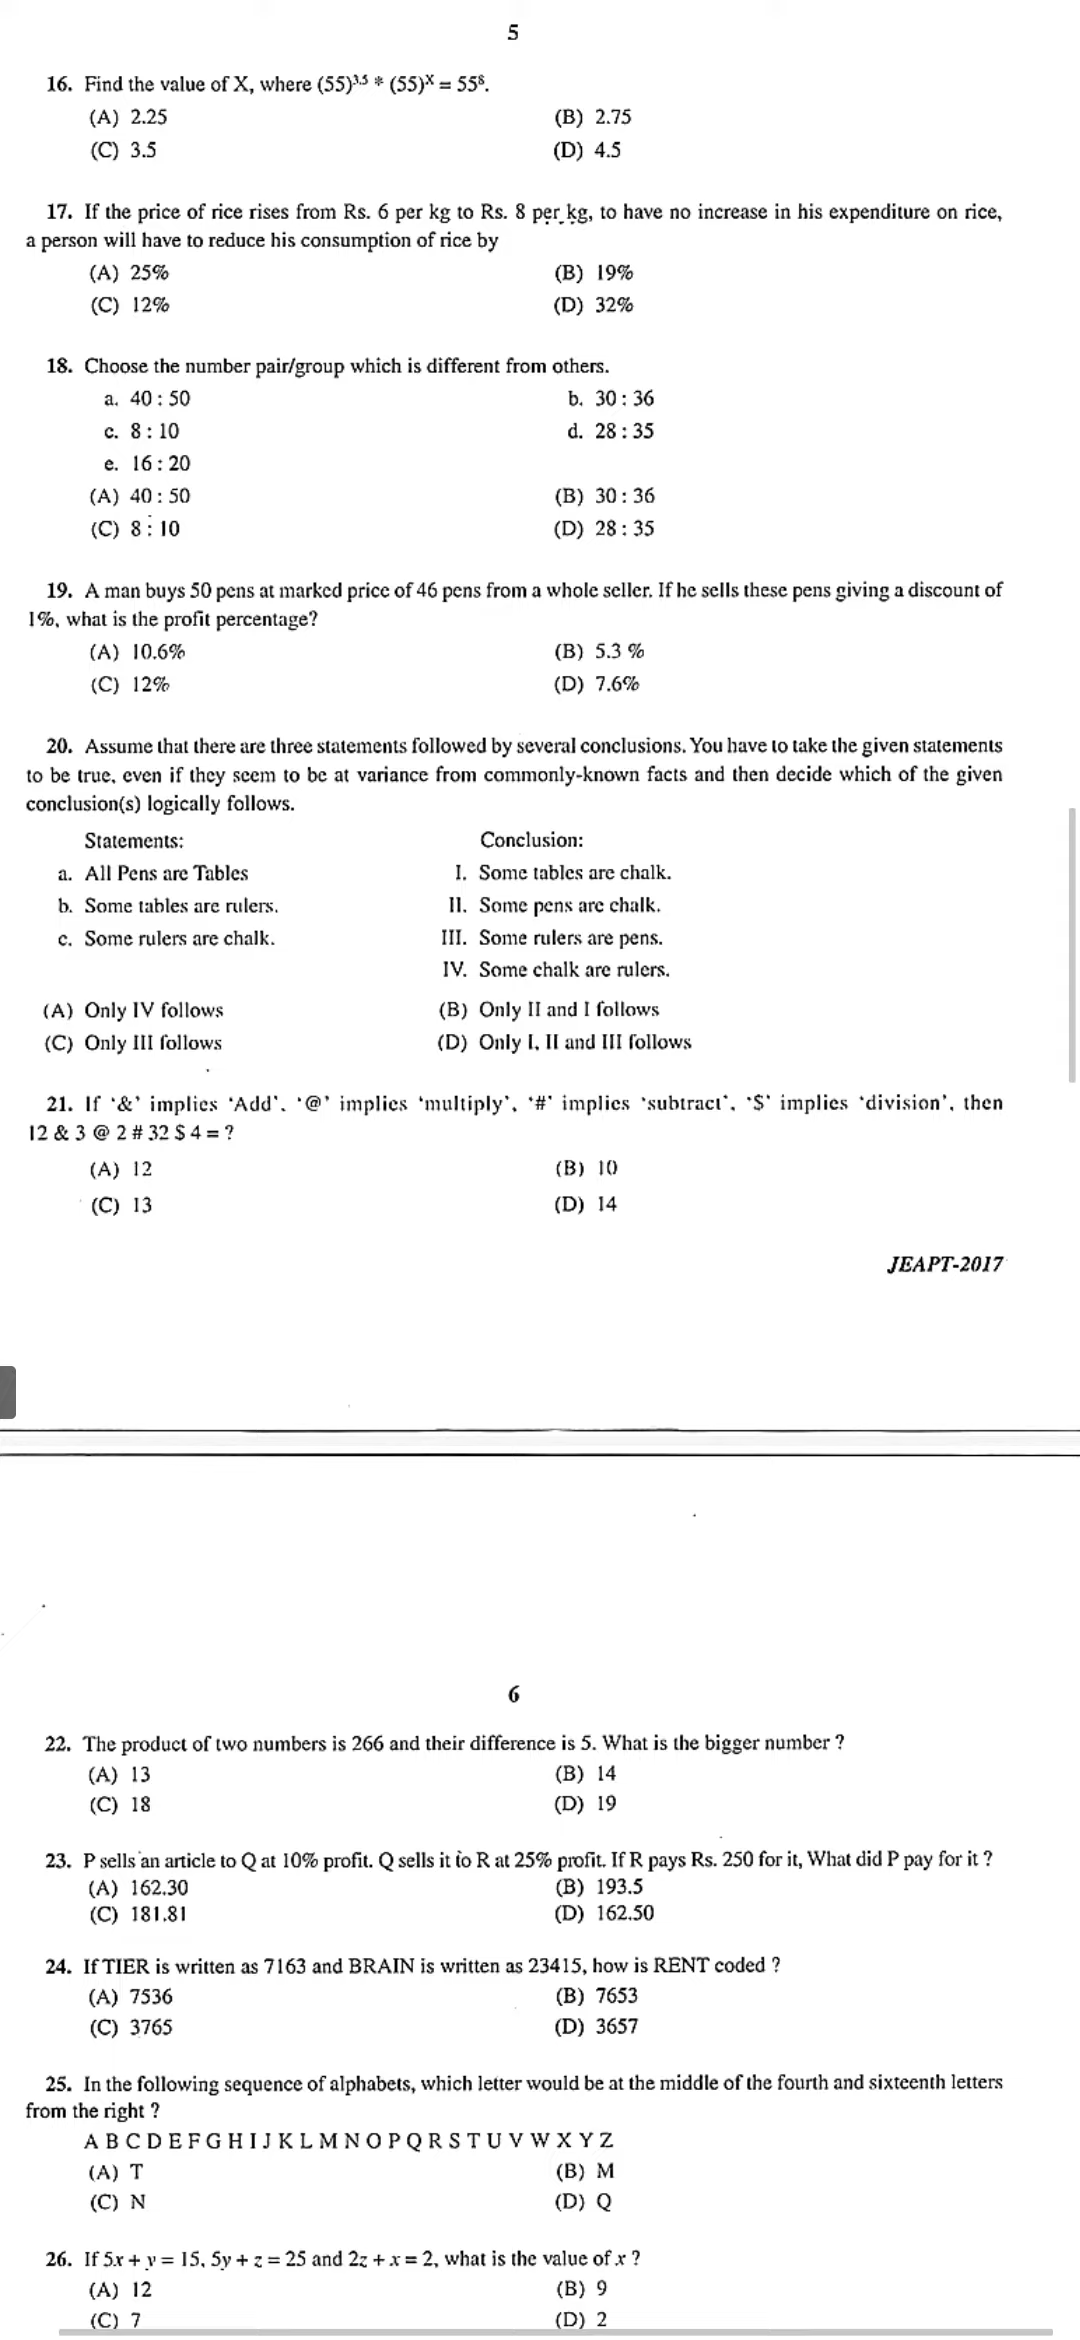 5
16. Find the value of X, where (55)³·⁵ * (55)ˣ = 55⁸.
(A) 2.25 (B) 2.75
(C) 3.5 (D) 4.5
17. If the price of rice rises from Rs. 6 per kg to Rs. 8 per kg, to have no increase in his expenditure on rice,
a person will have to reduce his consumption of rice by
(A) 25% (B) 19%
(C) 12% (D) 32%
18. Choose the number pair/group which is different from others.
a. 40 : 50 b. 30 : 36
c. 8 : 10 d. 28 : 35
e. 16 : 20
(A) 40 : 50 (B) 30 : 36
(C) 8 : 10 (D) 28 : 35
19. A man buys 50 pens at marked price of 46 pens from a whole seller. If he sells these pens giving a discount of
1%, what is the profit percentage?
(A) 10.6% (B) 5.3 %
(C) 12% (D) 7.6%
20. Assume that there are three statements followed by several conclusions. You have to take the given statements
to be true, even if they seem to be at variance from commonly-known facts and then decide which of the given
conclusion(s) logically follows.
Statements: Conclusion:
a. All Pens are Tables I. Some tables are chalk.
b. Some tables are rulers. II. Some pens are chalk.
c. Some rulers are chalk. III. Some rulers are pens.
IV. Some chalk are rulers.
(A) Only IV follows (B) Only II and I follows
(C) Only III follows (D) Only I, II and III follows
21. If ‘&’ implies ‘Add’, ‘@’ implies ‘multiply’, ‘#’ implies ‘subtract’, ‘$’ implies ‘division’, then
12 & 3 @ 2 # 32 $ 4 = ?
(A) 12 (B) 10
(C) 13 (D) 14
JEAPT-2017
6
22. The product of two numbers is 266 and their difference is 5. What is the bigger number ?
(A) 13 (B) 14
(C) 18 (D) 19
23. P sells an article to Q at 10% profit. Q sells it to R at 25% profit. If R pays Rs. 250 for it, What did P pay for it ?
(A) 162.30 (B) 193.5
(C) 181.81 (D) 162.50
24. If TIER is written as 7163 and BRAIN is written as 23415, how is RENT coded ?
(A) 7536 (B) 7653
(C) 3765 (D) 3657
25. In the following sequence of alphabets, which letter would be at the middle of the fourth and sixteenth letters
from the right ?
A B C D E F G H I J K L M N O P Q R S T U V W X Y Z
(A) T (B) M
(C) N (D) Q
26. If 5x + y = 15, 5y + z = 25 and 2z + x = 2, what is the value of x ?
(A) 12 (B) 9
(C) 7 (D) 2